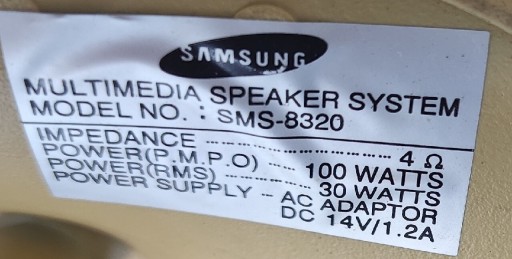 SAMSUNG
MULTIMEDIA SPEAKER SYSTEM
MODEL NO. : SMS-8320
IMPEDANCE ................ 4 Ω
POWER(P.M.P.O) ---- 100 WATTS
POWER(RMS) ---------- 30 WATTS
POWER SUPPLY -- AC ADAPTOR
DC 14V/1.2A